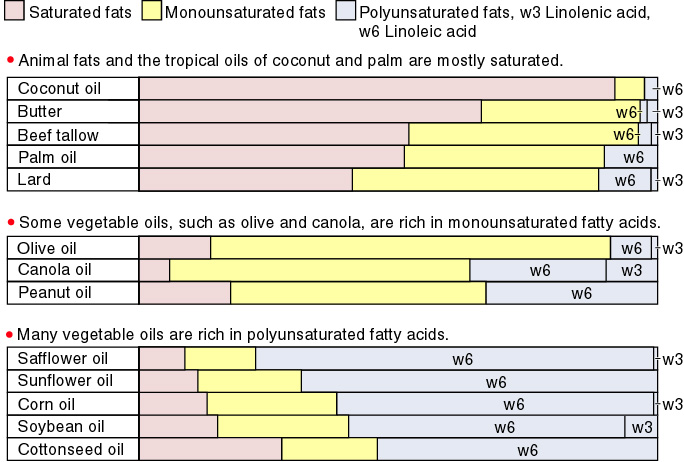 Saturated fats Monounsaturated fats Polyunsaturated fats, w3 Linolenic acid,
w6 Linoleic acid
• Animal fats and the tropical oils of coconut and palm are mostly saturated.
Coconut oil w6
Butter w6 w3
Beef tallow w6 w3
Palm oil w6
Lard w6 w3
• Some vegetable oils, such as olive and canola, are rich in monounsaturated fatty acids.
Olive oil w6 w3
Canola oil w6 w3
Peanut oil w6
• Many vegetable oils are rich in polyunsaturated fatty acids.
Safflower oil w6 w3
Sunflower oil w6
Corn oil w6 w3
Soybean oil w6 w3
Cottonseed oil w6